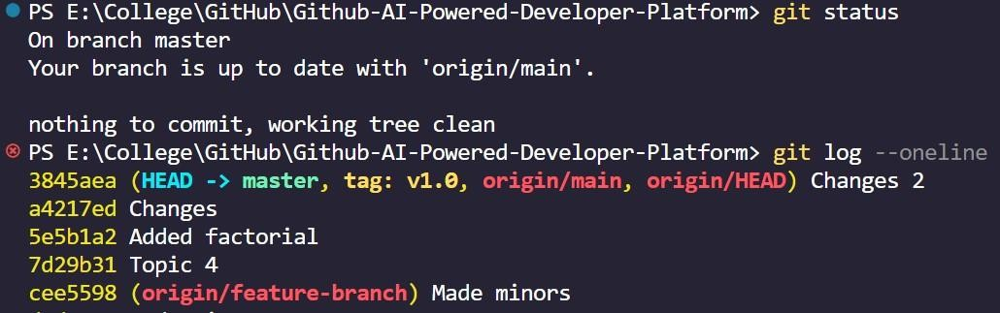 PS E:\College\GitHub\Github-AI-Powered-Developer-Platform> git status
On branch master
Your branch is up to date with 'origin/main'.
nothing to commit, working tree clean
PS E:\College\GitHub\Github-AI-Powered-Developer-Platform> git log --oneline
3845aea (HEAD -> master, tag: v1.0, origin/main, origin/HEAD) Changes 2
a4217ed Changes
5e5b1a2 Added factorial
7d29b31 Topic 4
cee5598 (origin/feature-branch) Made minors